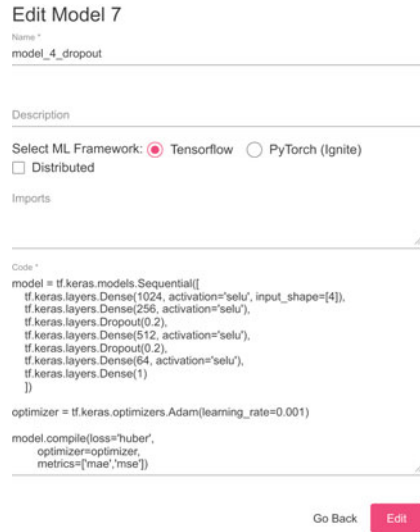 Edit Model 7
Name *
model_4_dropout
Description
Select ML Framework: Tensorflow PyTorch (Ignite)
Distributed
Imports
Code *
model = tf.keras.models.Sequential([
tf.keras.layers.Dense(1024, activation='selu', input_shape=[4]),
tf.keras.layers.Dense(256, activation='selu'),
tf.keras.layers.Dropout(0.2),
tf.keras.layers.Dense(512, activation='selu'),
tf.keras.layers.Dropout(0.2),
tf.keras.layers.Dense(64, activation='selu'),
tf.keras.layers.Dense(1)
])
optimizer = tf.keras.optimizers.Adam(learning_rate=0.001)
model.compile(loss='huber',
optimizer=optimizer,
metrics=['mae','mse'])
Go Back Edit